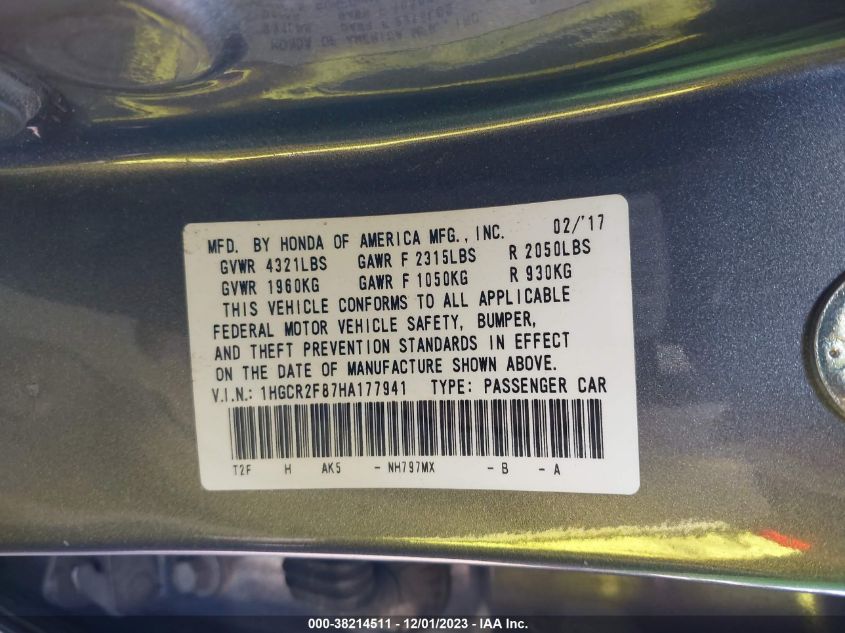 MFD. BY HONDA OF AMERICA MFG., INC. 02/'17
GVWR 4321LBS GAWR F 2315LBS R 2050LBS
GVWR 1960KG GAWR F 1050KG R 930KG
THIS VEHICLE CONFORMS TO ALL APPLICABLE
FEDERAL MOTOR VEHICLE SAFETY, BUMPER,
AND THEFT PREVENTION STANDARDS IN EFFECT
ON THE DATE OF MANUFACTURE SHOWN ABOVE.
V.I.N.: 1HGCR2F87HA177941 TYPE: PASSENGER CAR
T2F H AK5 - NH797MX - B - A
000-38214511 - 12/01/2023 - IAA Inc.